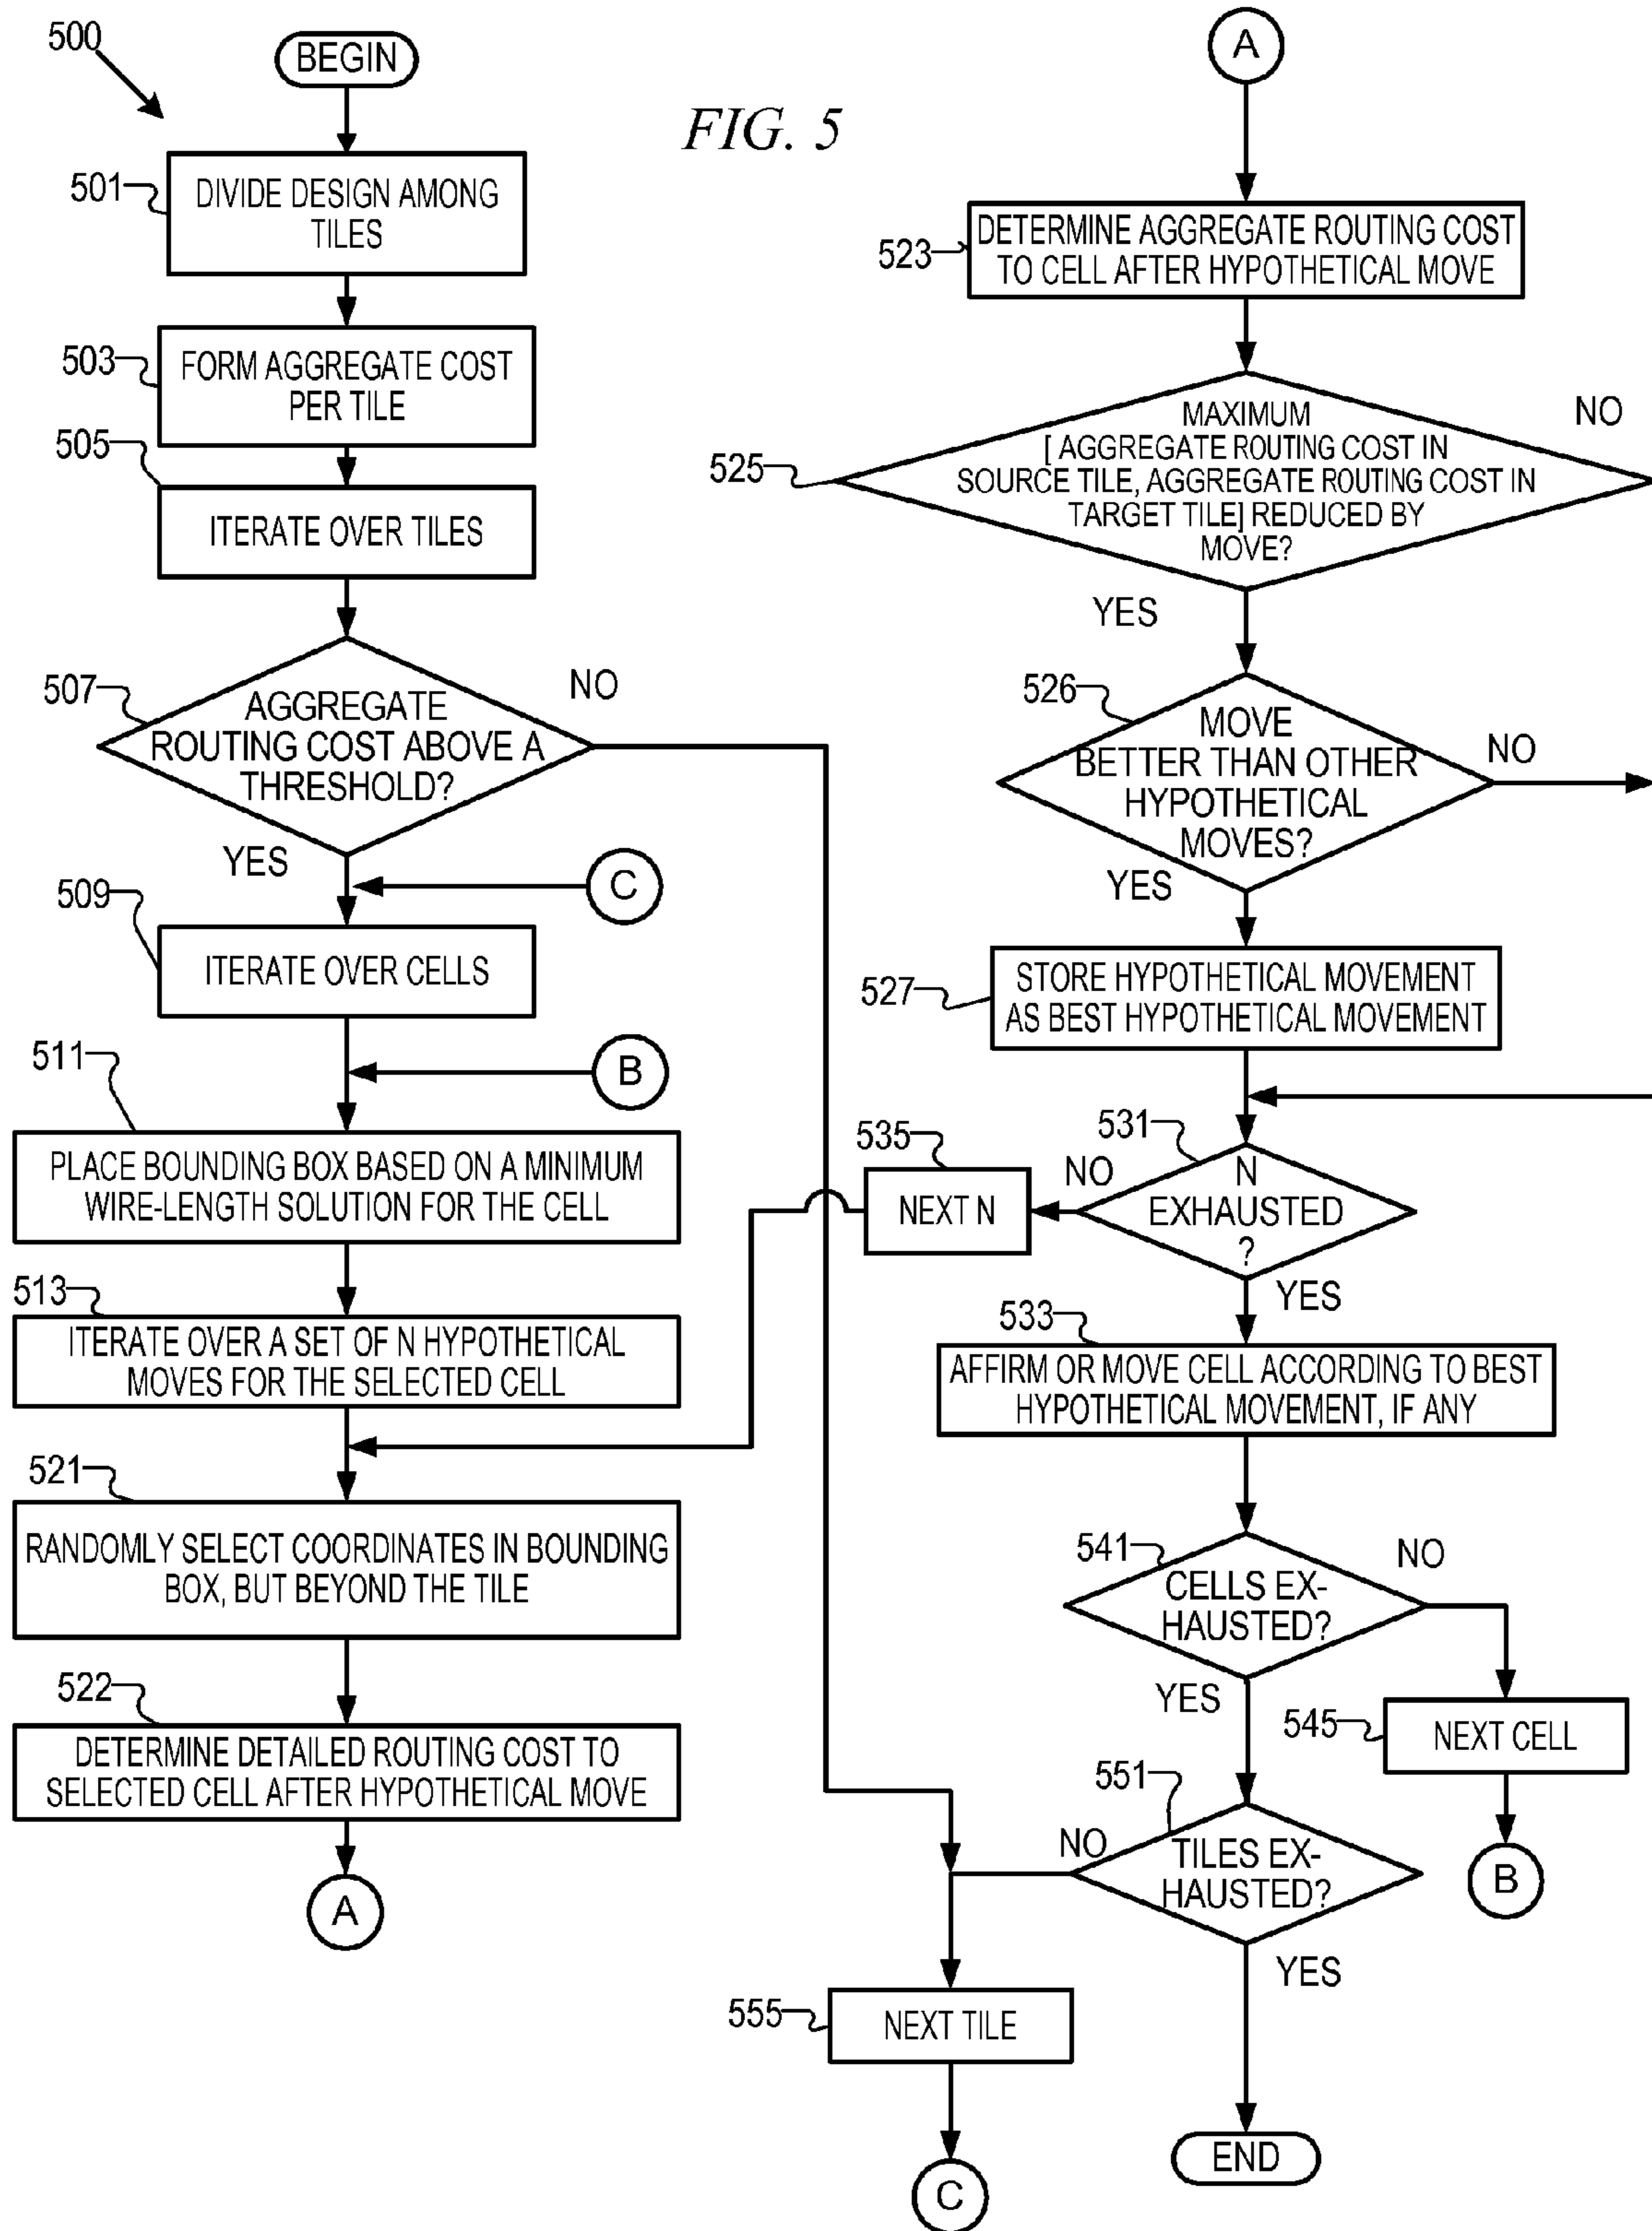 500
BEGIN
FIG. 5
501
DIVIDE DESIGN AMONG
TILES
503
FORM AGGREGATE COST
PER TILE
505
ITERATE OVER TILES
507
AGGREGATE
ROUTING COST ABOVE A
THRESHOLD?
NO
YES
C
509
ITERATE OVER CELLS
B
511
PLACE BOUNDING BOX BASED ON A MINIMUM
WIRE-LENGTH SOLUTION FOR THE CELL
513
ITERATE OVER A SET OF N HYPOTHETICAL
MOVES FOR THE SELECTED CELL
521
RANDOMLY SELECT COORDINATES IN BOUNDING
BOX, BUT BEYOND THE TILE
522
DETERMINE DETAILED ROUTING COST TO
SELECTED CELL AFTER HYPOTHETICAL MOVE
A
A
523
DETERMINE AGGREGATE ROUTING COST
TO CELL AFTER HYPOTHETICAL MOVE
525
MAXIMUM
[ AGGREGATE ROUTING COST IN
SOURCE TILE, AGGREGATE ROUTING COST IN
TARGET TILE] REDUCED BY
MOVE?
NO
YES
526
MOVE
BETTER THAN OTHER
HYPOTHETICAL
MOVES?
NO
YES
527
STORE HYPOTHETICAL MOVEMENT
AS BEST HYPOTHETICAL MOVEMENT
531
N
EXHAUSTED
?
NO
535
NEXT N
YES
533
AFFIRM OR MOVE CELL ACCORDING TO BEST
HYPOTHETICAL MOVEMENT, IF ANY
541
CELLS EX-
HAUSTED?
NO
YES
545
NEXT CELL
B
551
TILES EX-
HAUSTED?
NO
YES
555
NEXT TILE
C
END